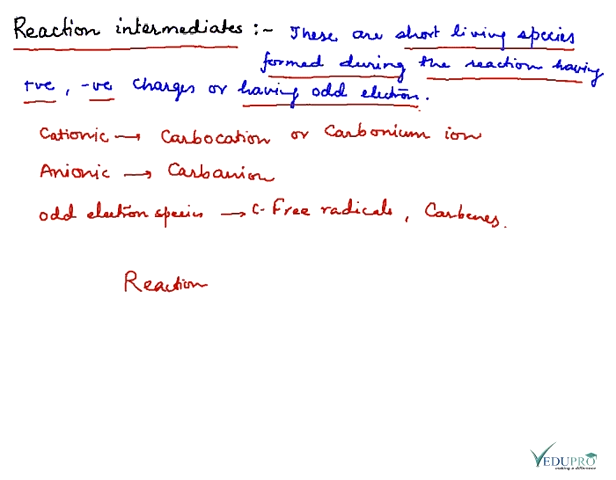 Reaction intermediates :- These are short living species
formed during the reaction having
+ve, -ve charges or having odd electron.
Cationic → Carbocation or Carbonium ion
Anionic → Carbanion
odd electron species → C-Free radicals, Carbenes.
Reaction
VEDUPRO
making a difference